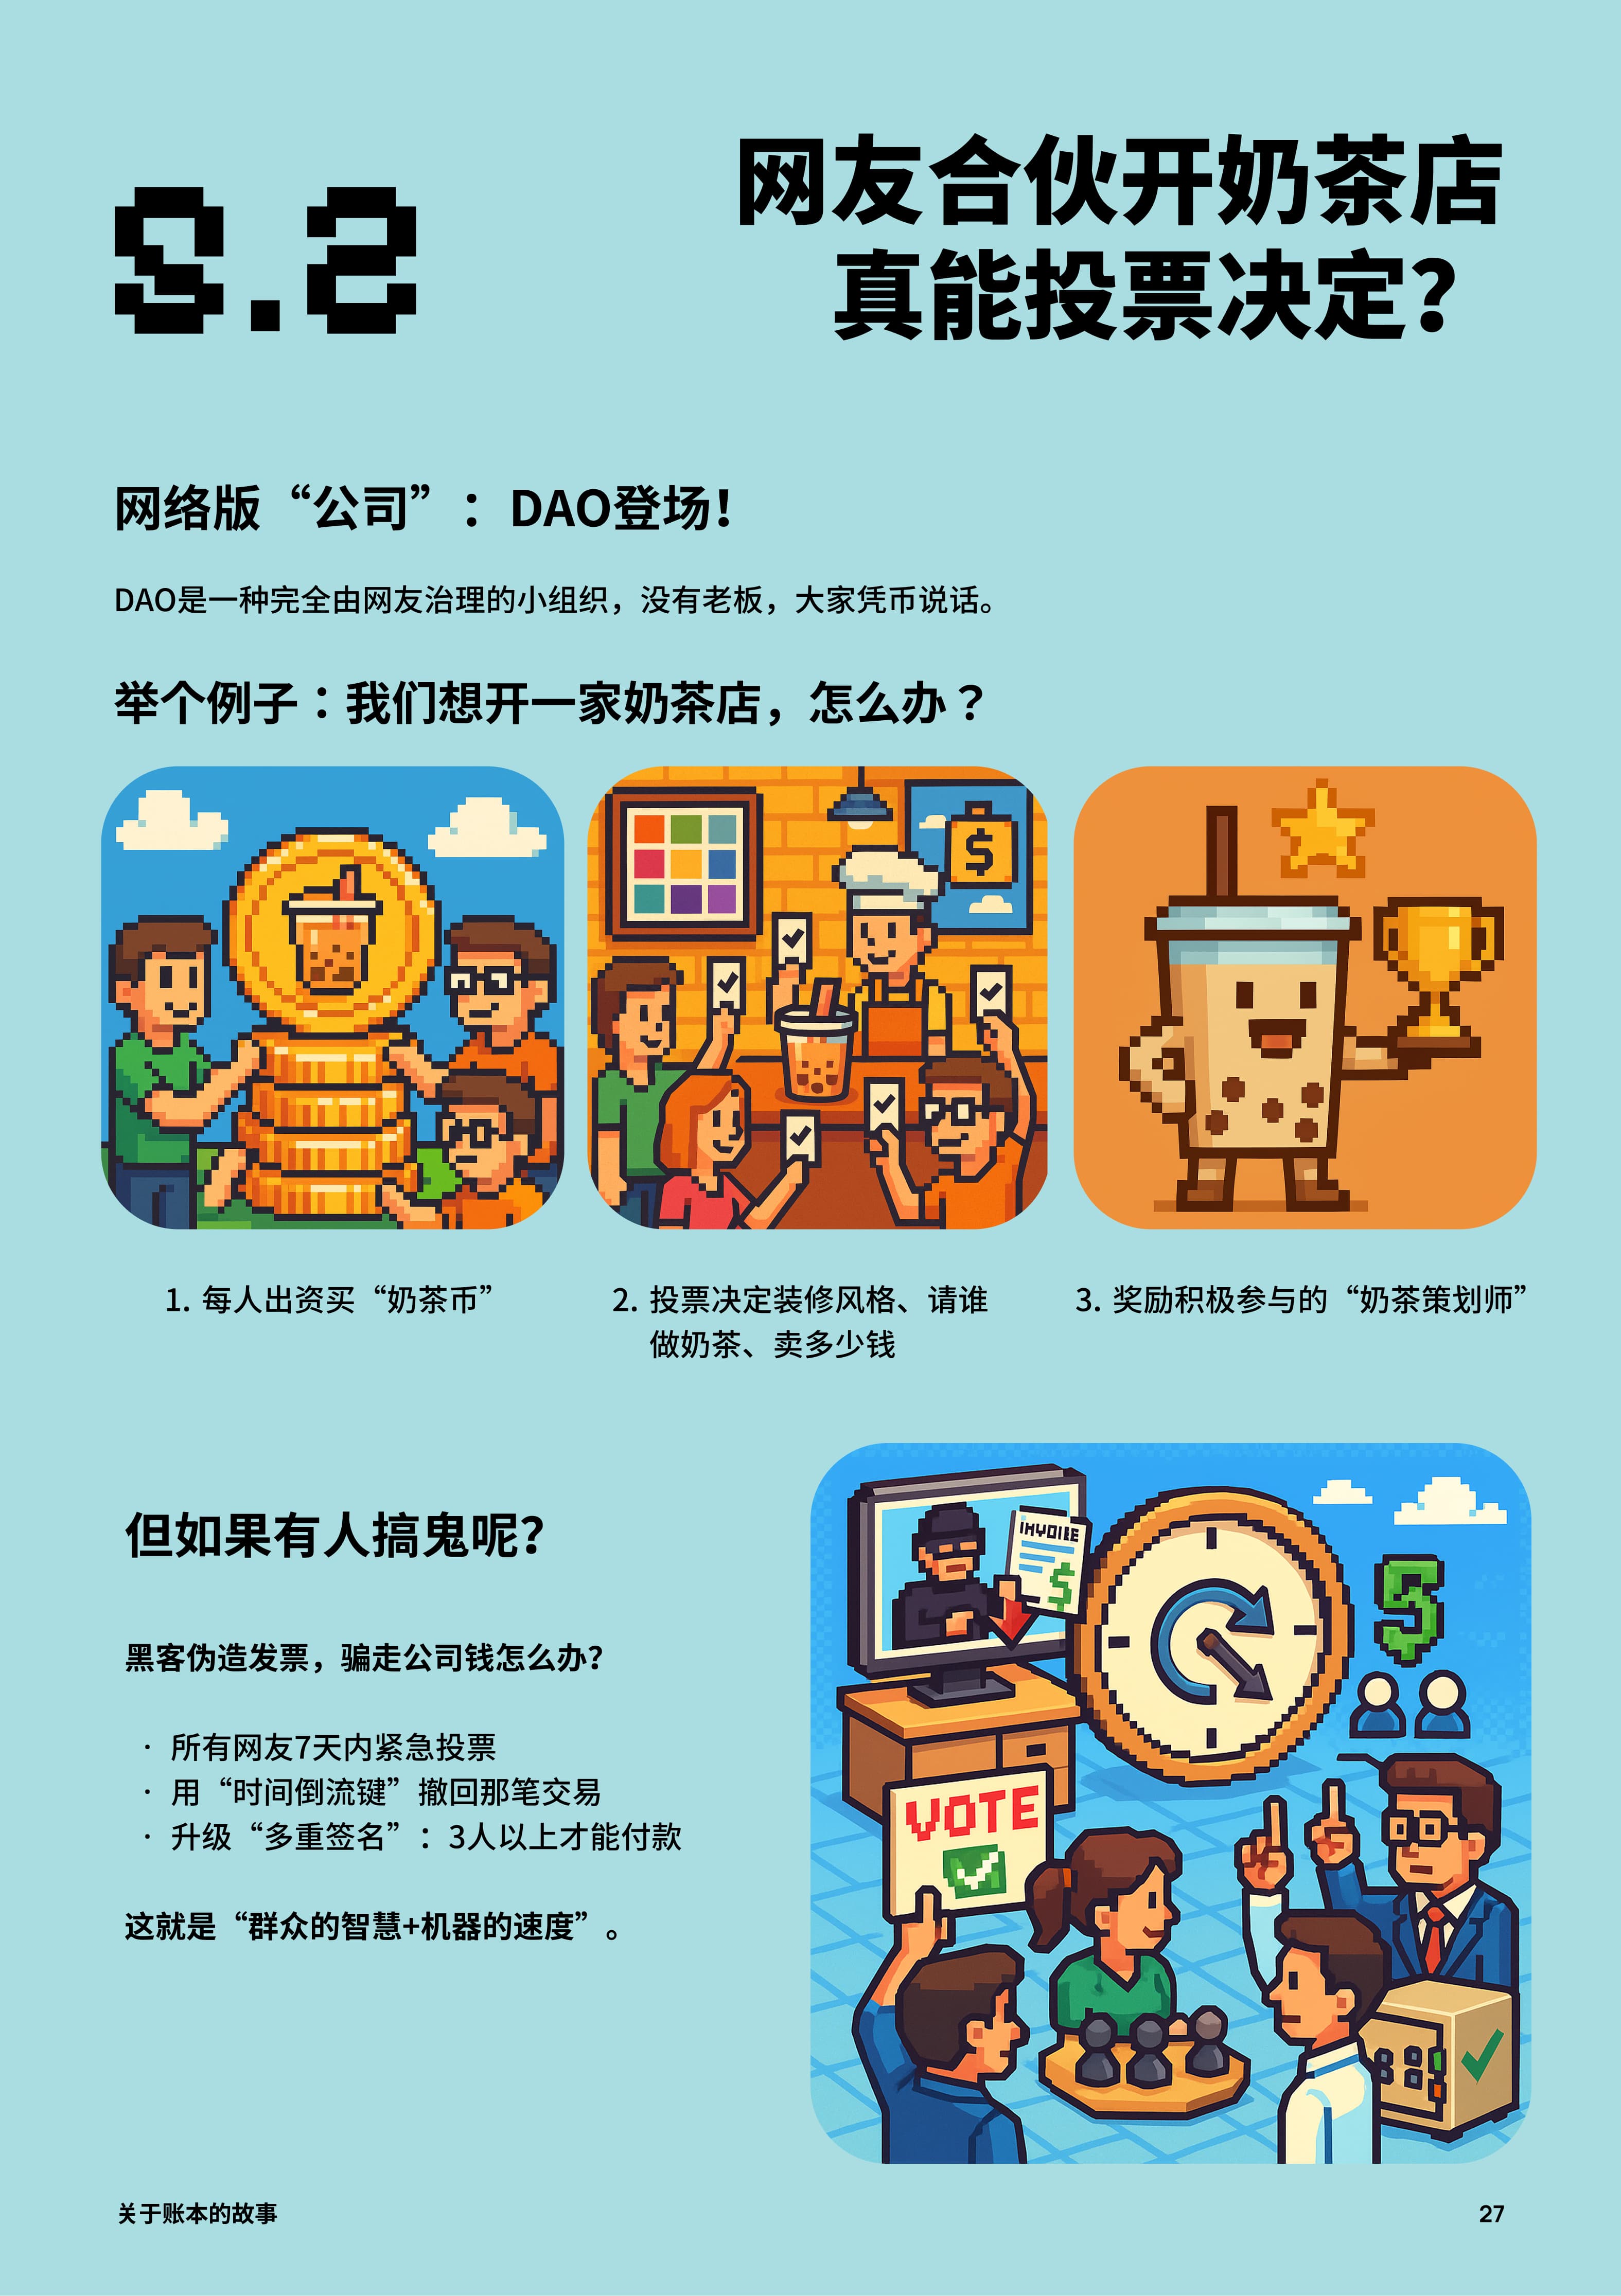 网友合伙开奶茶店
真能投票决定？
网络版“公司”：DAO登场！
DAO是一种完全由网友治理的小组织，没有老板，大家凭币说话。
举个例子：我们想开一家奶茶店，怎么办？
$
1. 每人出资买“奶茶币”
2. 投票决定装修风格、请谁
做奶茶、卖多少钱
3. 奖励积极参与的“奶茶策划师”
但如果有人搞鬼呢？
黑客伪造发票，骗走公司钱怎么办？
· 所有网友7天内紧急投票
· 用“时间倒流键”撤回那笔交易
· 升级“多重签名”：3人以上才能付款
这就是“群众的智慧+机器的速度”。
$
VOTE
关于账本的故事
27